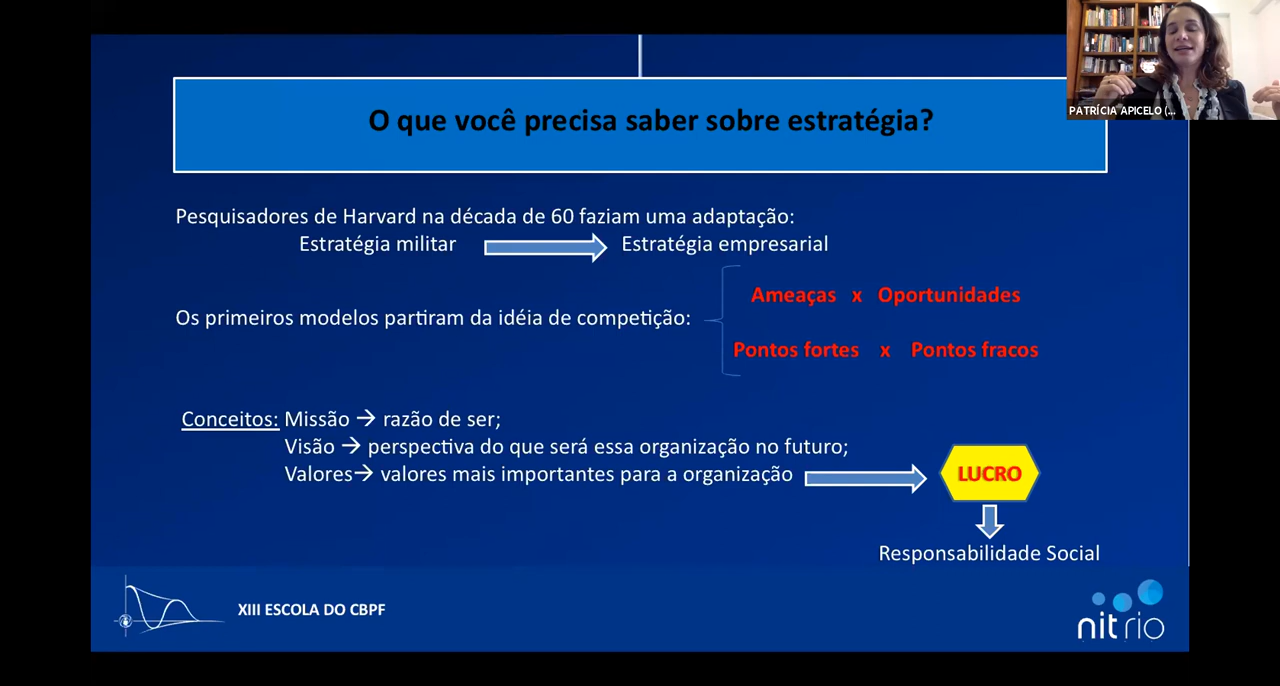 O que você precisa saber sobre estratégia?
PATRÍCIA APICELO (...
Pesquisadores de Harvard na década de 60 faziam uma adaptação:
Estratégia militar Estratégia empresarial
Ameaças x Oportunidades
Os primeiros modelos partiram da idéia de competição:
Pontos fortes x Pontos fracos
Conceitos: Missão → razão de ser;
Visão → perspectiva do que será essa organização no futuro;
Valores→ valores mais importantes para a organização
LUCRO
Responsabilidade Social
XIII ESCOLA DO CBPF
nitrio